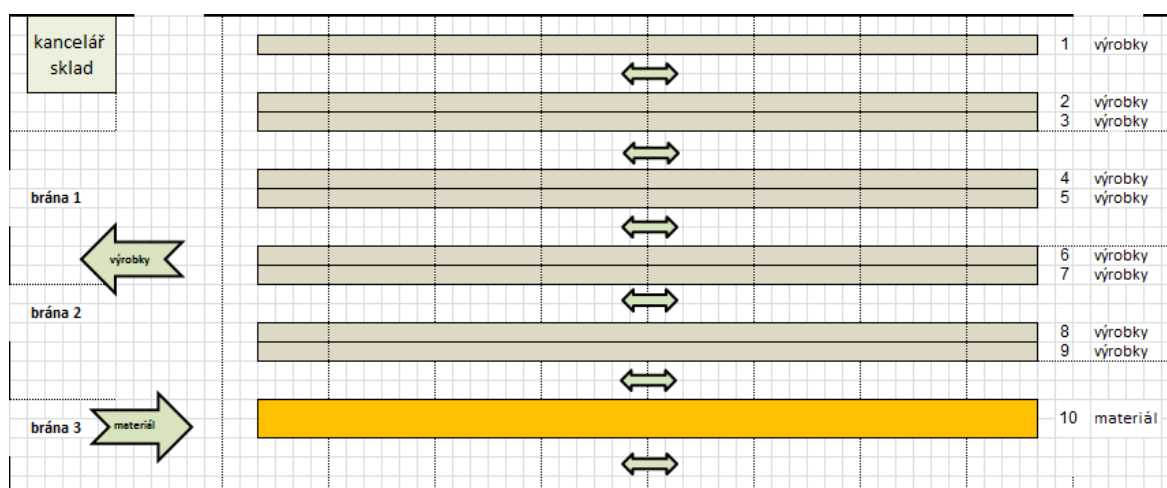 kancelář
sklad
1 výrobky
2 výrobky
3 výrobky
4 výrobky
brána 1
5 výrobky
výrobky
6 výrobky
7 výrobky
brána 2
8 výrobky
9 výrobky
brána 3
materiál
10 materiál